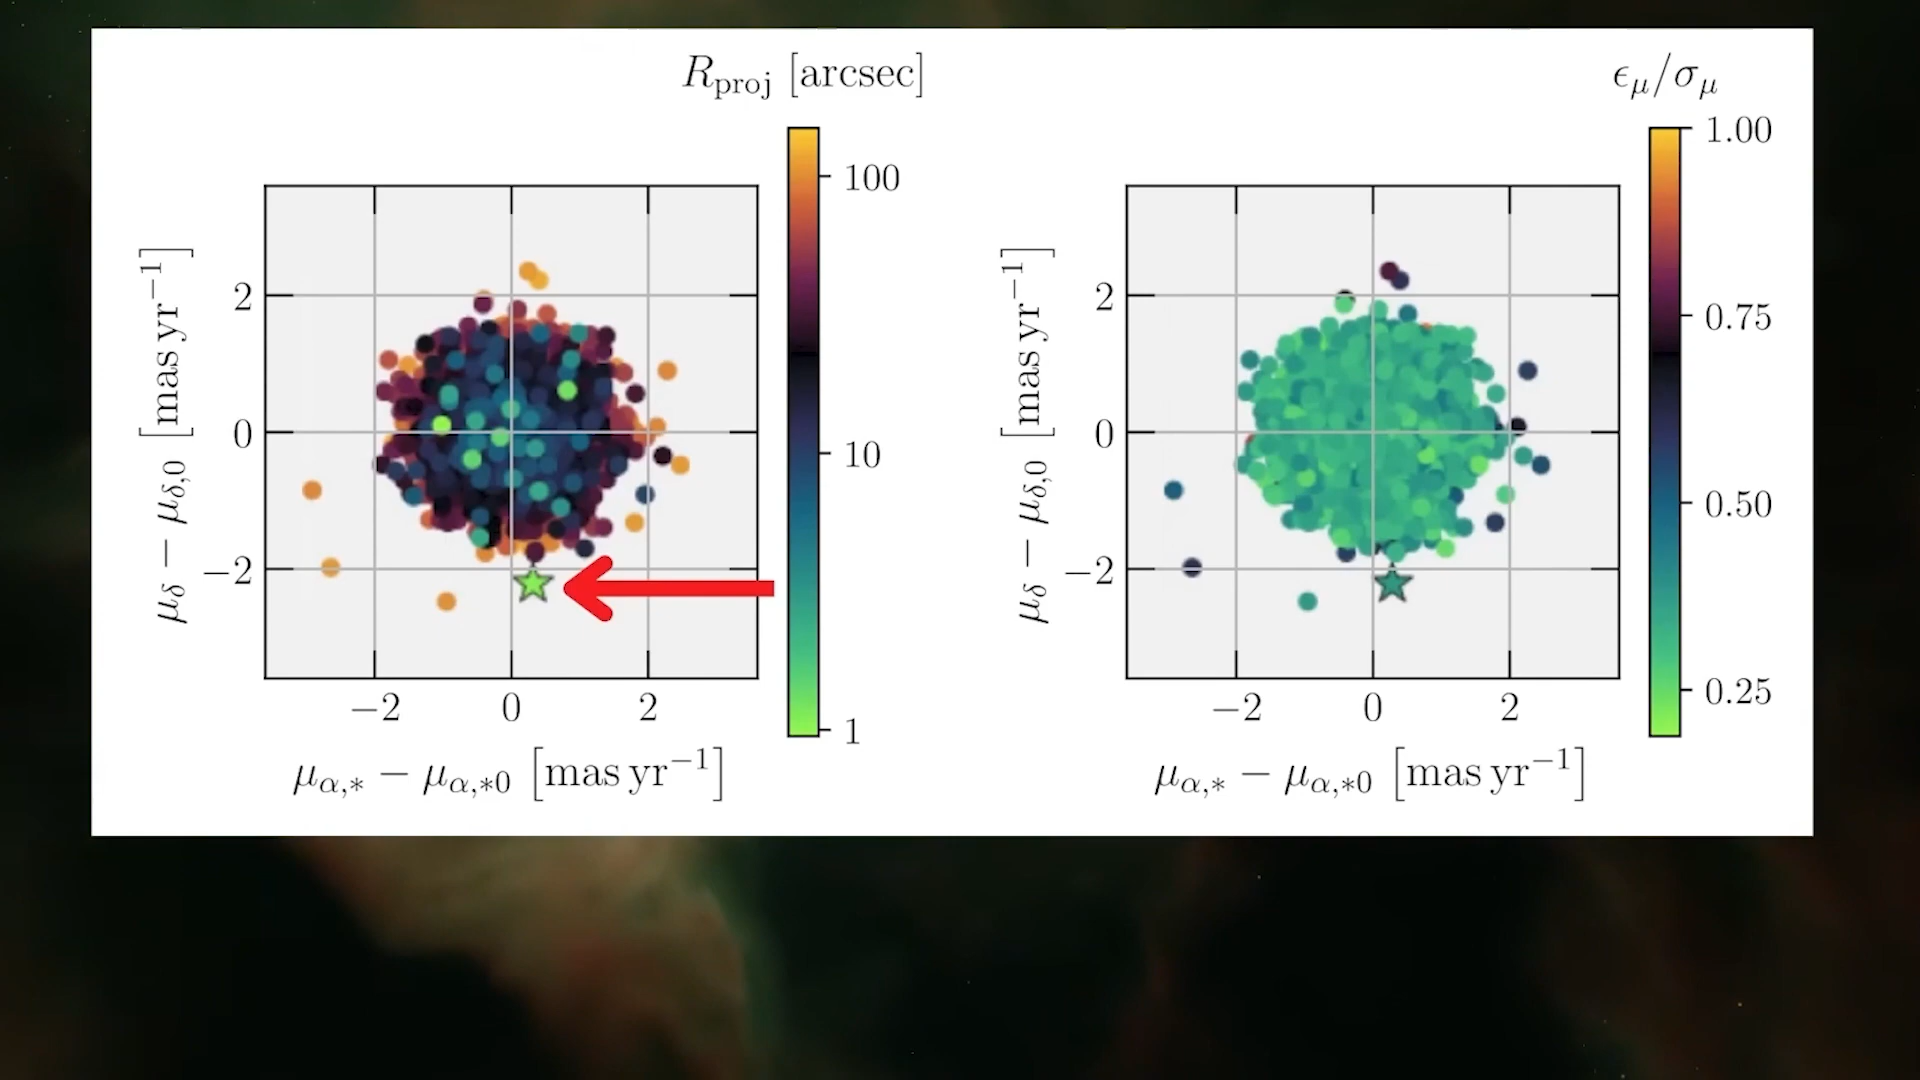 R_proj [arcsec]
100
10
1
2
0
−2
μ_δ − μ_δ,0 [mas yr⁻¹]
−2 0 2
μ_α,* − μ_α,*0 [mas yr⁻¹]
ϵ_μ/σ_μ
1.00
0.75
0.50
0.25
2
0
−2
μ_δ − μ_δ,0 [mas yr⁻¹]
−2 0 2
μ_α,* − μ_α,*0 [mas yr⁻¹]